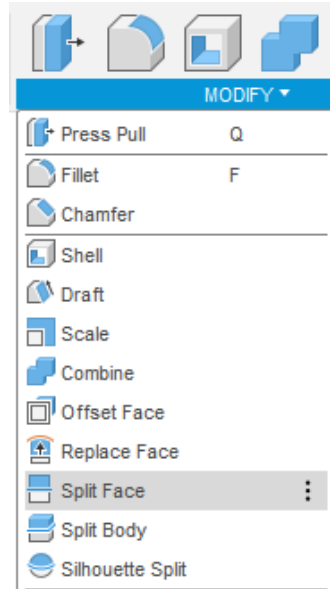 MODIFY ▾
Press Pull Q
Fillet F
Chamfer
Shell
Draft
Scale
Combine
Offset Face
Replace Face
Split Face
Split Body
Silhouette Split